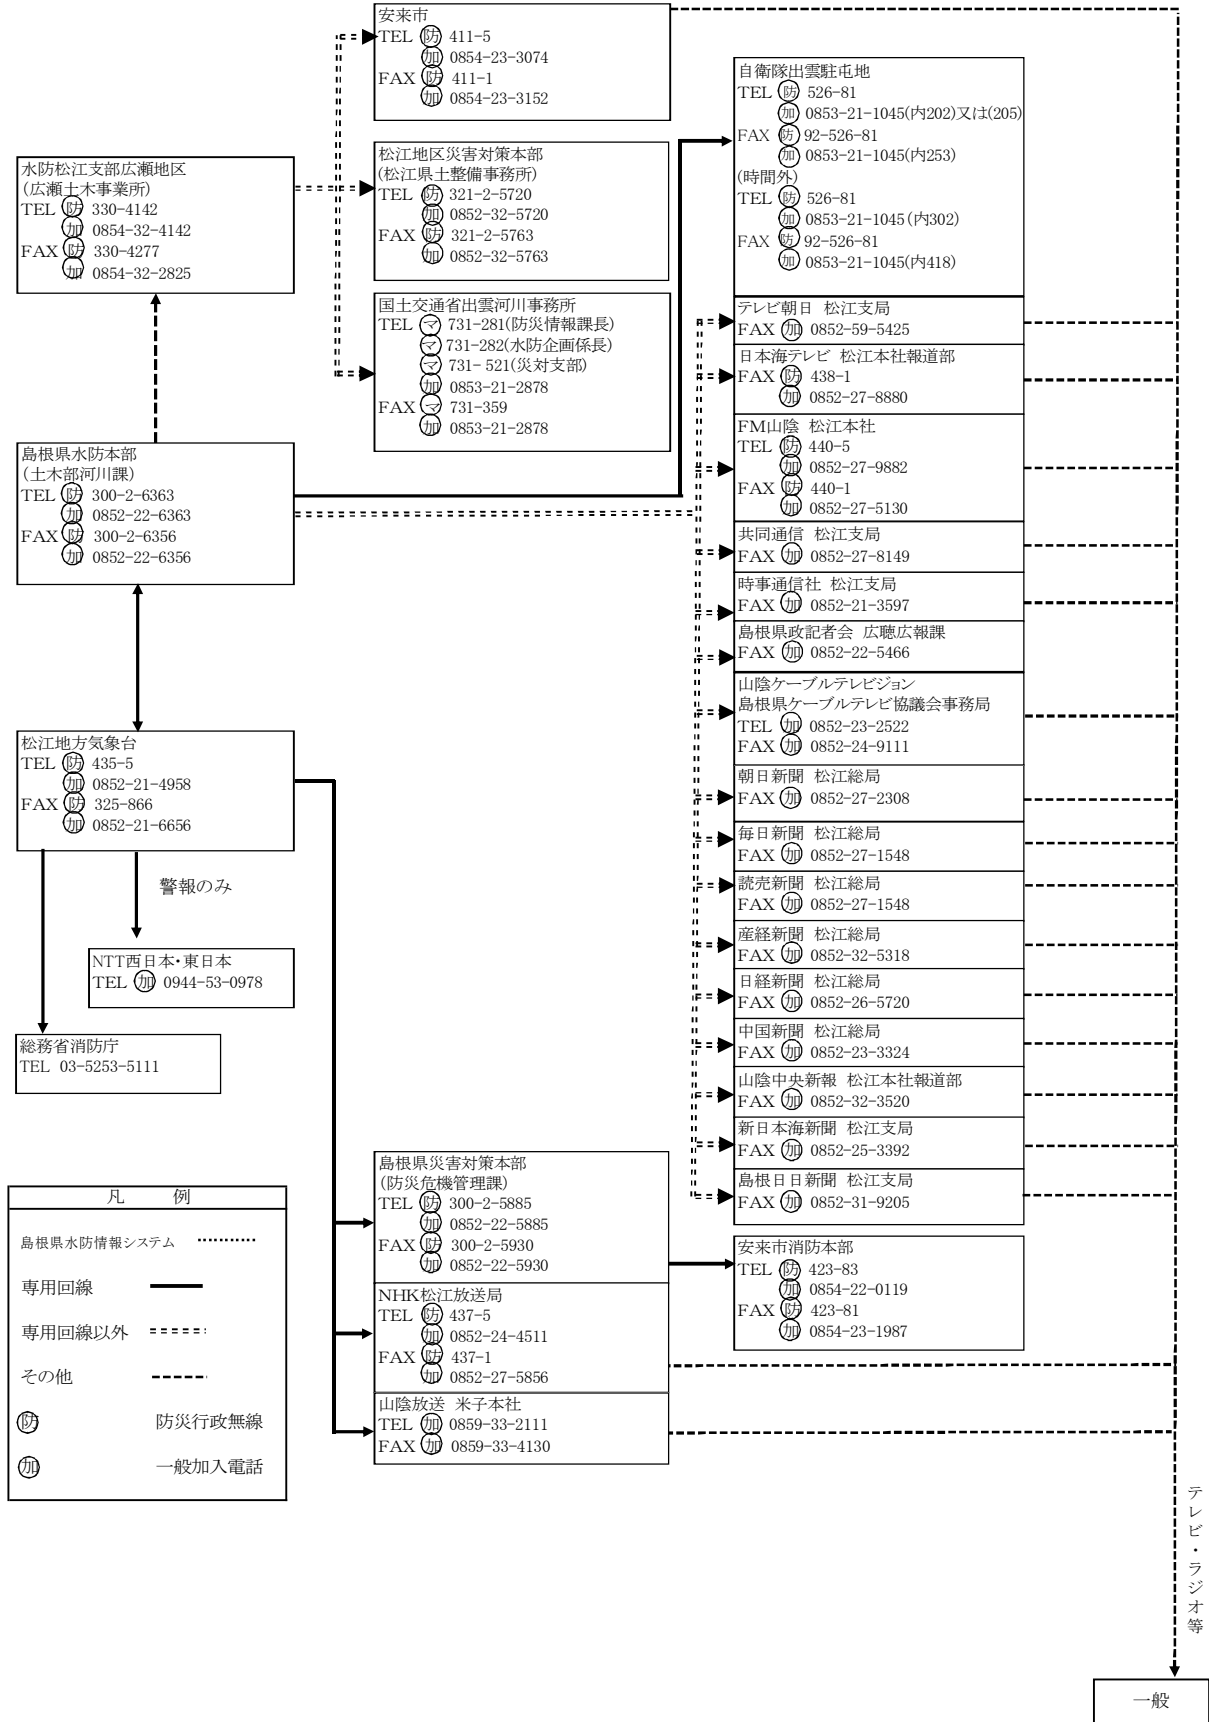 安来市
TEL 防 411-5
加 0854-23-3074
FAX 防 411-1
加 0854-23-3152
自衛隊出雲駐屯地
TEL 防 526-81
加 0853-21-1045(内202)又は(205)
FAX 防 92-526-81
加 0853-21-1045(内253)
(時間外)
TEL 防 526-81
加 0853-21-1045(内302)
FAX 防 92-526-81
加 0853-21-1045(内418)
水防松江支部広瀬地区
(広瀬土木事業所)
TEL 防 330-4142
加 0854-32-4142
FAX 防 330-4277
加 0854-32-2825
松江地区災害対策本部
(松江県土整備事務所)
TEL 防 321-2-5720
加 0852-32-5720
FAX 防 321-2-5763
加 0852-32-5763
国土交通省出雲河川事務所
TEL マ 731-281(防災情報課長)
マ 731-282(水防企画係長)
マ 731-521(災対支部)
加 0853-21-2878
FAX マ 731-359
加 0853-21-2878
テレビ朝日 松江支局
FAX 加 0852-59-5425
日本海テレビ 松江本社報道部
FAX 防 438-1
加 0852-27-8880
FM山陰 松江本社
TEL 防 440-5
加 0852-27-9882
FAX 防 440-1
加 0852-27-5130
島根県水防本部
(土木部河川課)
TEL 防 300-2-6363
加 0852-22-6363
FAX 防 300-2-6356
加 0852-22-6356
共同通信 松江支局
FAX 加 0852-27-8149
時事通信社 松江支局
FAX 加 0852-21-3597
島根県政記者会 広聴広報課
FAX 加 0852-22-5466
山陰ケーブルテレビジョン
島根県ケーブルテレビ協議会事務局
TEL 加 0852-23-2522
FAX 加 0852-24-9111
松江地方気象台
TEL 防 435-5
加 0852-21-4958
FAX 防 325-866
加 0852-21-6656
朝日新聞 松江総局
FAX 加 0852-27-2308
毎日新聞 松江総局
FAX 加 0852-27-1548
読売新聞 松江総局
FAX 加 0852-27-1548
産経新聞 松江総局
FAX 加 0852-32-5318
日経新聞 松江総局
FAX 加 0852-26-5720
中国新聞 松江総局
FAX 加 0852-23-3324
山陰中央新報 松江本社報道部
FAX 加 0852-32-3520
新日本海新聞 松江支局
FAX 加 0852-25-3392
島根日日新聞 松江支局
FAX 加 0852-31-9205
警報のみ
NTT西日本・東日本
TEL 加 0944-53-0978
総務省消防庁
TEL 03-5253-5111
島根県災害対策本部
(防災危機管理課)
TEL 防 300-2-5885
加 0852-22-5885
FAX 防 300-2-5930
加 0852-22-5930
NHK松江放送局
TEL 防 437-5
加 0852-24-4511
FAX 防 437-1
加 0852-27-5856
山陰放送 米子本社
TEL 加 0859-33-2111
FAX 加 0859-33-4130
安来市消防本部
TEL 防 423-83
加 0854-22-0119
FAX 防 423-81
加 0854-23-1987
凡 例
島根県水防情報システム
専用回線
専用回線以外
その他
防 防災行政無線
加 一般加入電話
テレビ・ラジオ等
一般